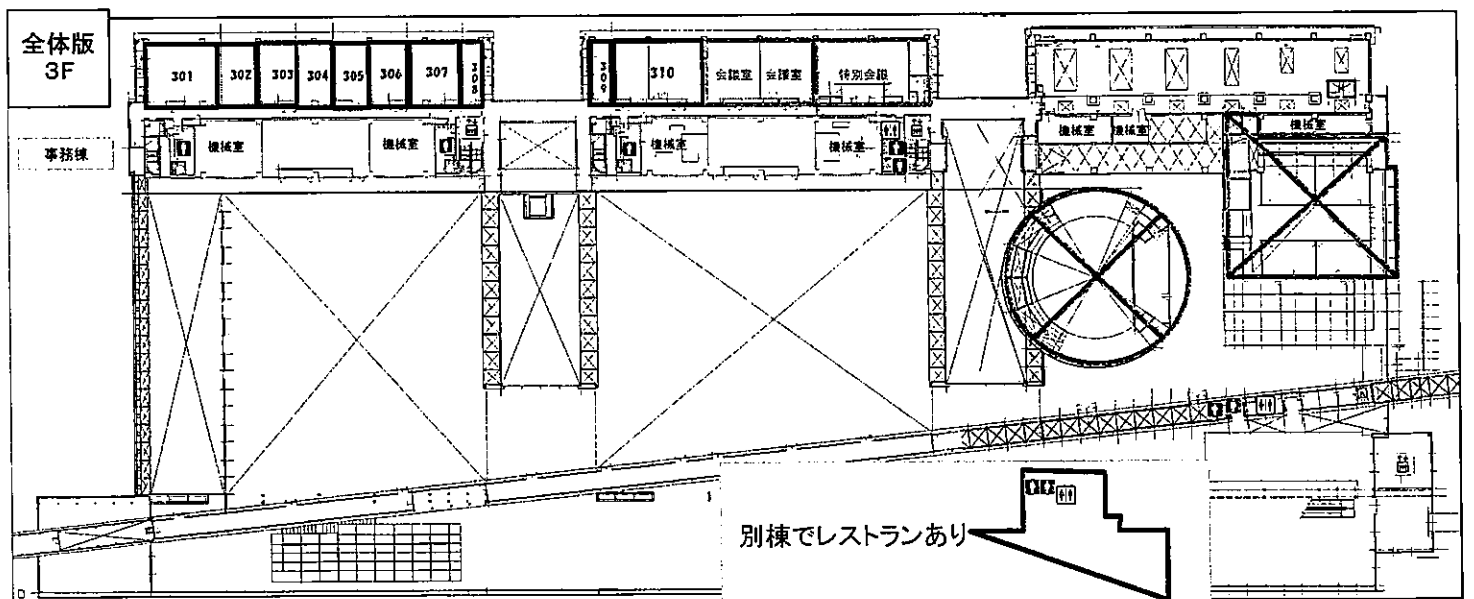 全体版
3F
301
302
303
304
305
306
307
308
309
310
会議室
会議室
特別会議
事務棟
機械室
機械室
機械室
機械室
機械室
機械室
機械室
別棟でレストランあり